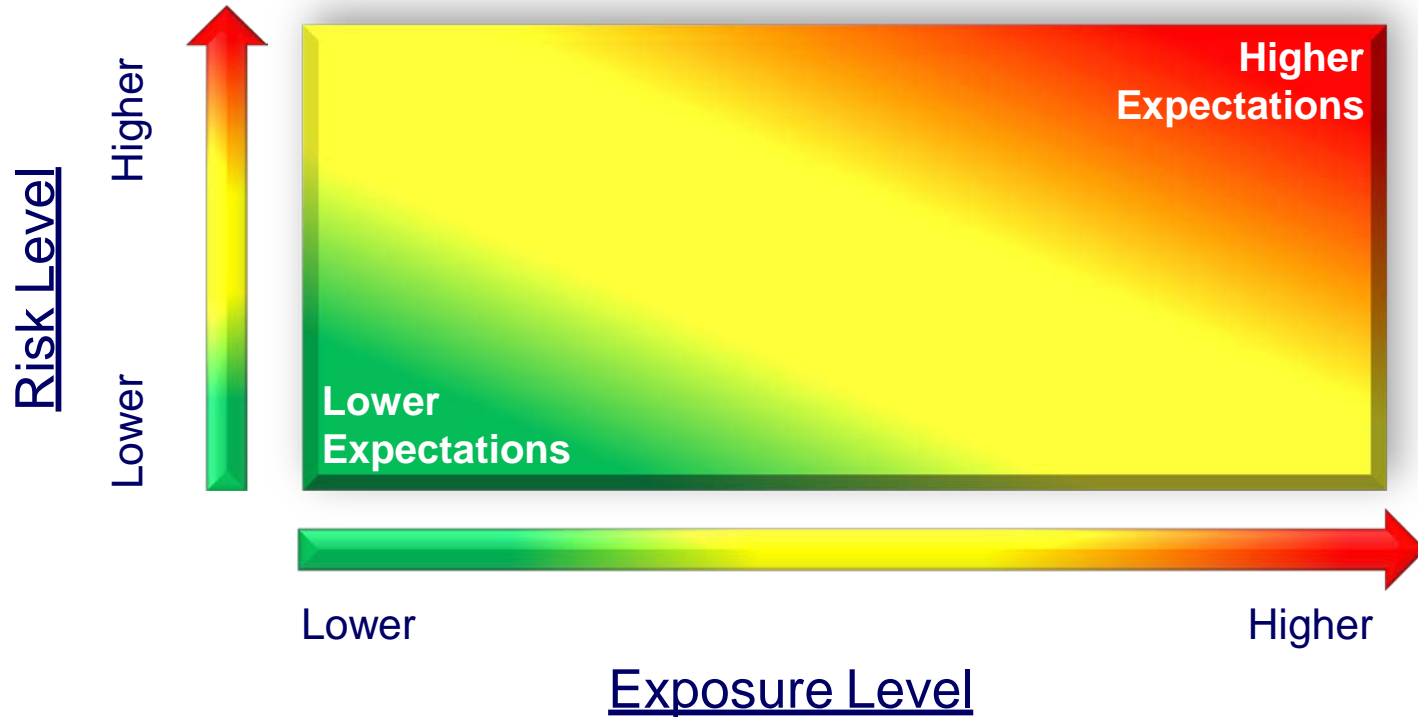 Higher
Expectations
Risk Level
Higher
Lower
Lower
Expectations
Lower
Higher
Exposure Level